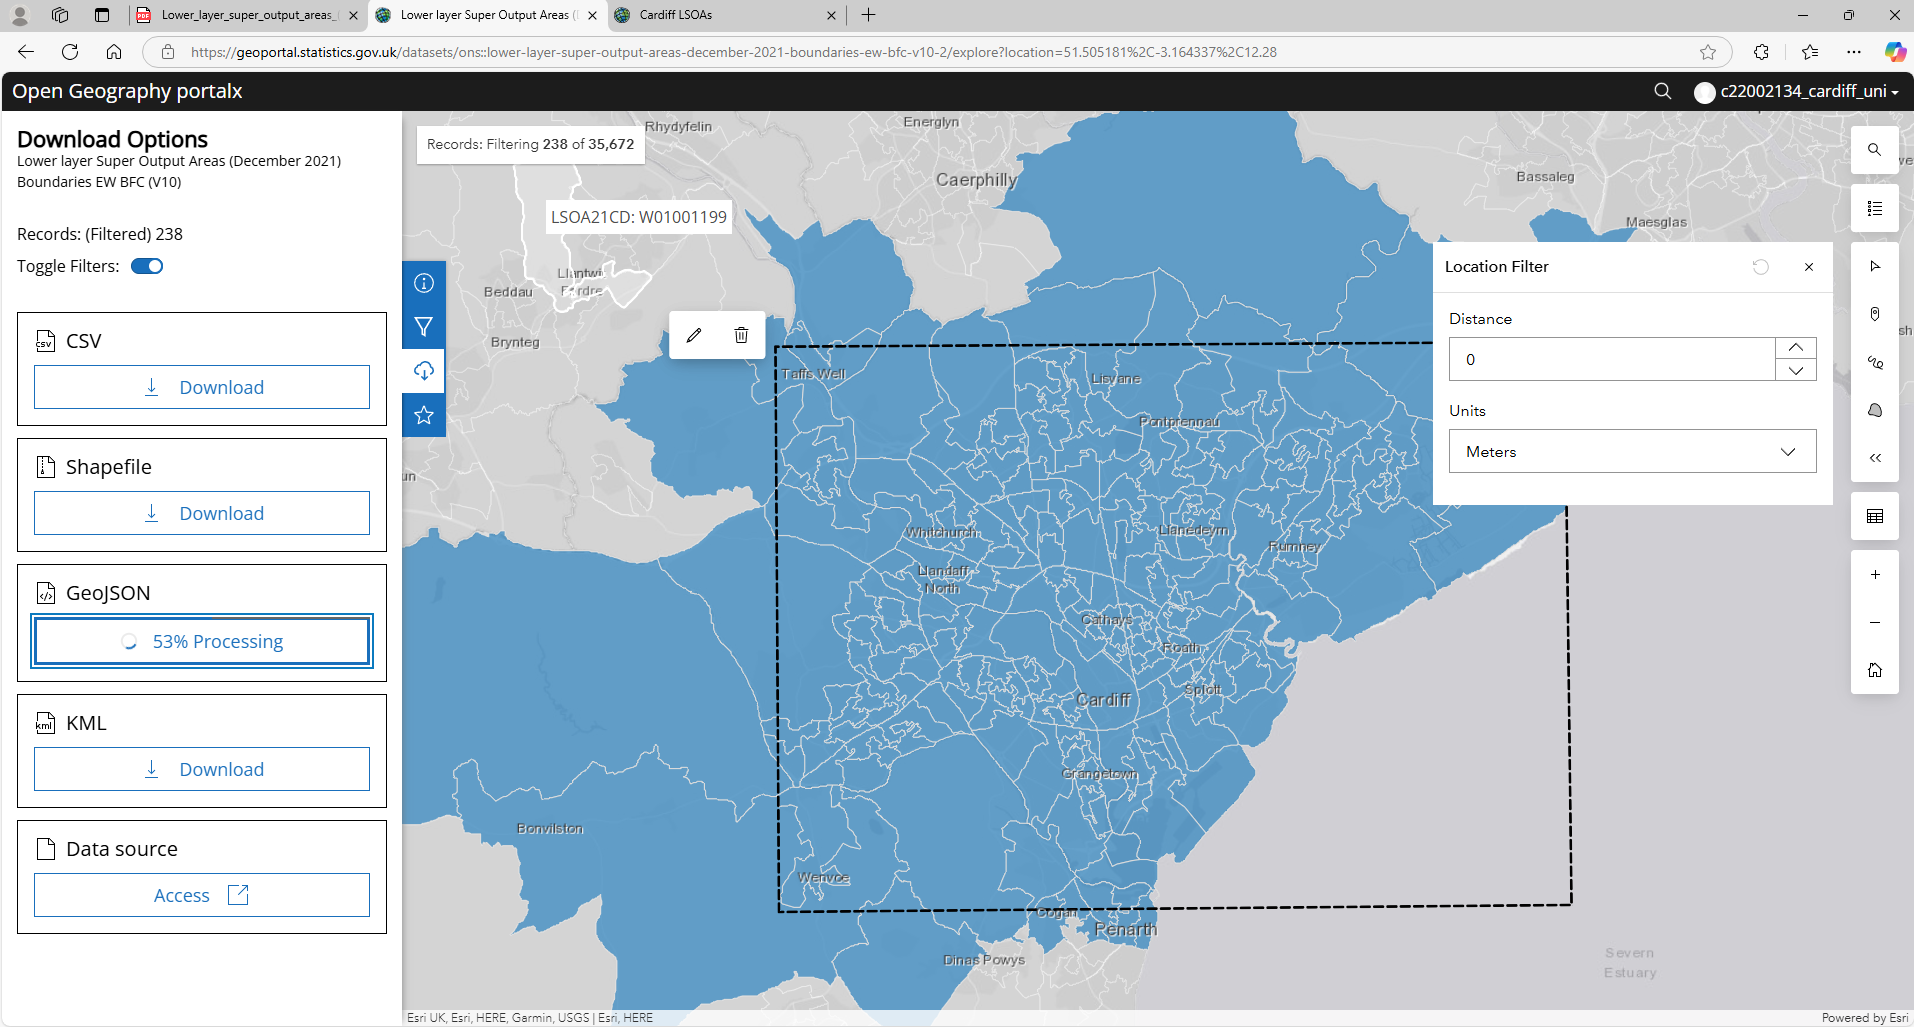 Lower_layer_super_output_areas_(
Lower layer Super Output Areas (
Cardiff LSOAs
https://geoportal.statistics.gov.uk/datasets/ons::lower-layer-super-output-areas-december-2021-boundaries-ew-bfc-v10-2/explore?location=51.505181%2C-3.164337%2C12.28
Open Geography portalx
c22002134_cardiff_uni
Download Options
Lower layer Super Output Areas (December 2021)
Boundaries EW BFC (V10)
Records: (Filtered) 238
Toggle Filters:
CSV
Download
Shapefile
Download
GeoJSON
53% Processing
KML
Download
Data source
Access
Records: Filtering 238 of 35,672
LSOA21CD: W01001199
Rhydyfelin
Energlyn
Caerphilly
Bassaleg
Maesglas
Llantwi
Fardre
Beddau
Brynteg
Taffs Well
Lisvane
Pontprennau
Whitchurch
Llanedeyrn
Rumney
Llandaff
North
Cathays
Roath
Splott
Cardiff
Grangetown
Bonvilston
Wenvoe
Cogan
Penarth
Dinas Powys
Severn
Estuary
Location Filter
Distance
0
Units
Meters
Esri UK, Esri, HERE, Garmin, USGS | Esri, HERE
Powered by Esri